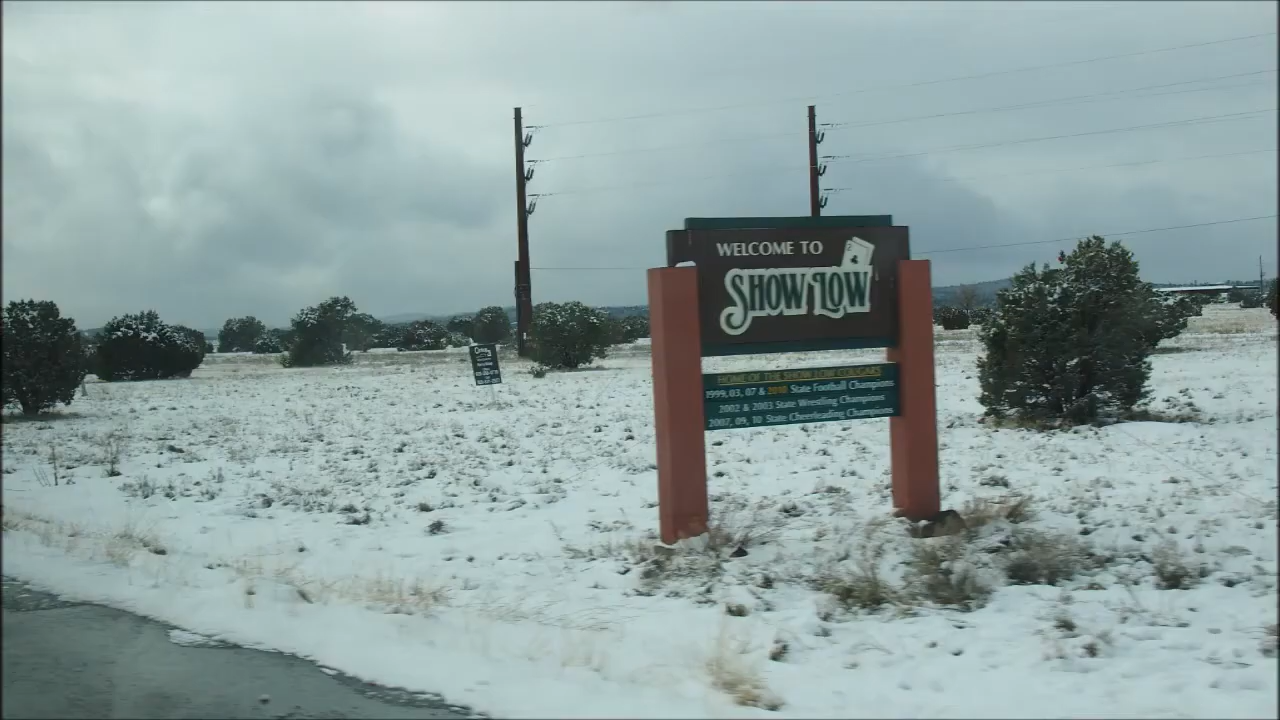 WELCOME TO
SHOW LOW
HOME OF THE SHOW LOW COUGARS
1999, 03, 07 & 2010 State Football Champions
2002 & 2003 State Wrestling Champions
2007, 09, 10 State Cheerleading Champions